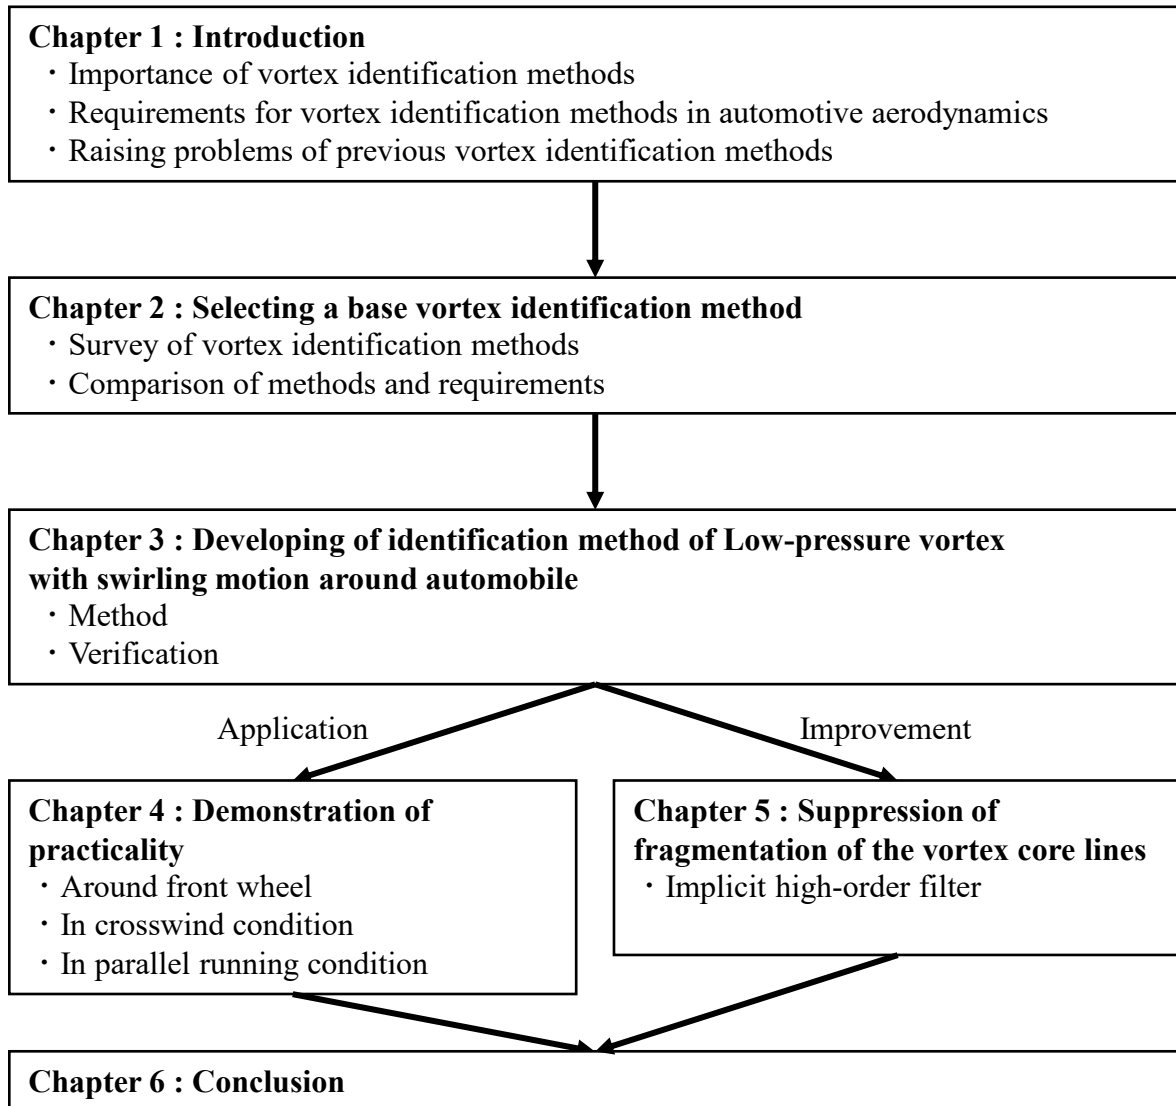 Chapter 1 : Introduction
・Importance of vortex identification methods
・Requirements for vortex identification methods in automotive aerodynamics
・Raising problems of previous vortex identification methods
Chapter 2 : Selecting a base vortex identification method
・Survey of vortex identification methods
・Comparison of methods and requirements
Chapter 3 : Developing of identification method of Low-pressure vortex
with swirling motion around automobile
・Method
・Verification
Application
Improvement
Chapter 4 : Demonstration of
practicality
・Around front wheel
・In crosswind condition
・In parallel running condition
Chapter 5 : Suppression of
fragmentation of the vortex core lines
・Implicit high-order filter
Chapter 6 : Conclusion